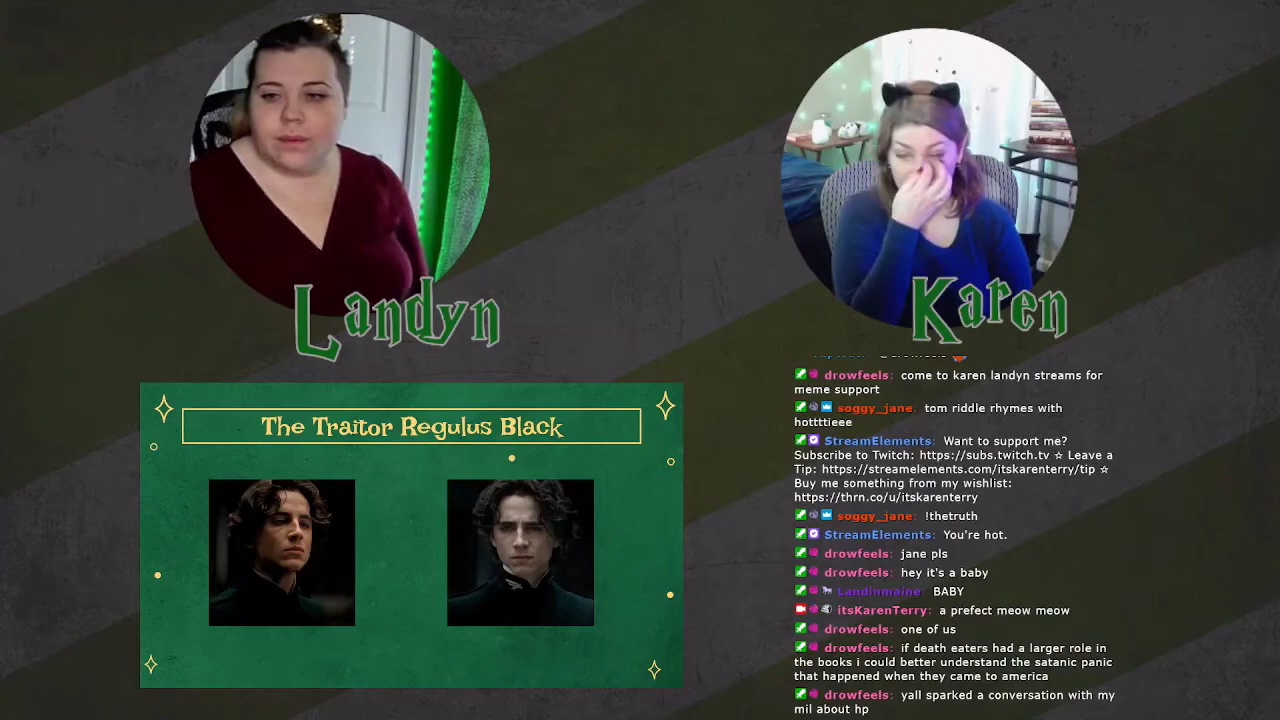 Landyn
Karen
The Traitor Regulus Black
drowfeels: come to karen landyn streams for
meme support
soggy_jane: tom riddle rhymes with
hotttieee
StreamElements: Want to support me?
Subscribe to Twitch: https://subs.twitch.tv ☆ Leave a
Tip: https://streamelements.com/itskarenterry/tip ☆
Buy me something from my wishlist:
https://thrn.co/u/itskarenterry
soggy_jane: !thetruth
StreamElements: You're hot.
drowfeels: jane pls
drowfeels: hey it's a baby
Landinmaine: BABY
itsKarenTerry: a prefect meow meow
drowfeels: one of us
drowfeels: if death eaters had a larger role in
the books i could better understand the satanic panic
that happened when they came to america
drowfeels: yall sparked a conversation with my
mil about hp